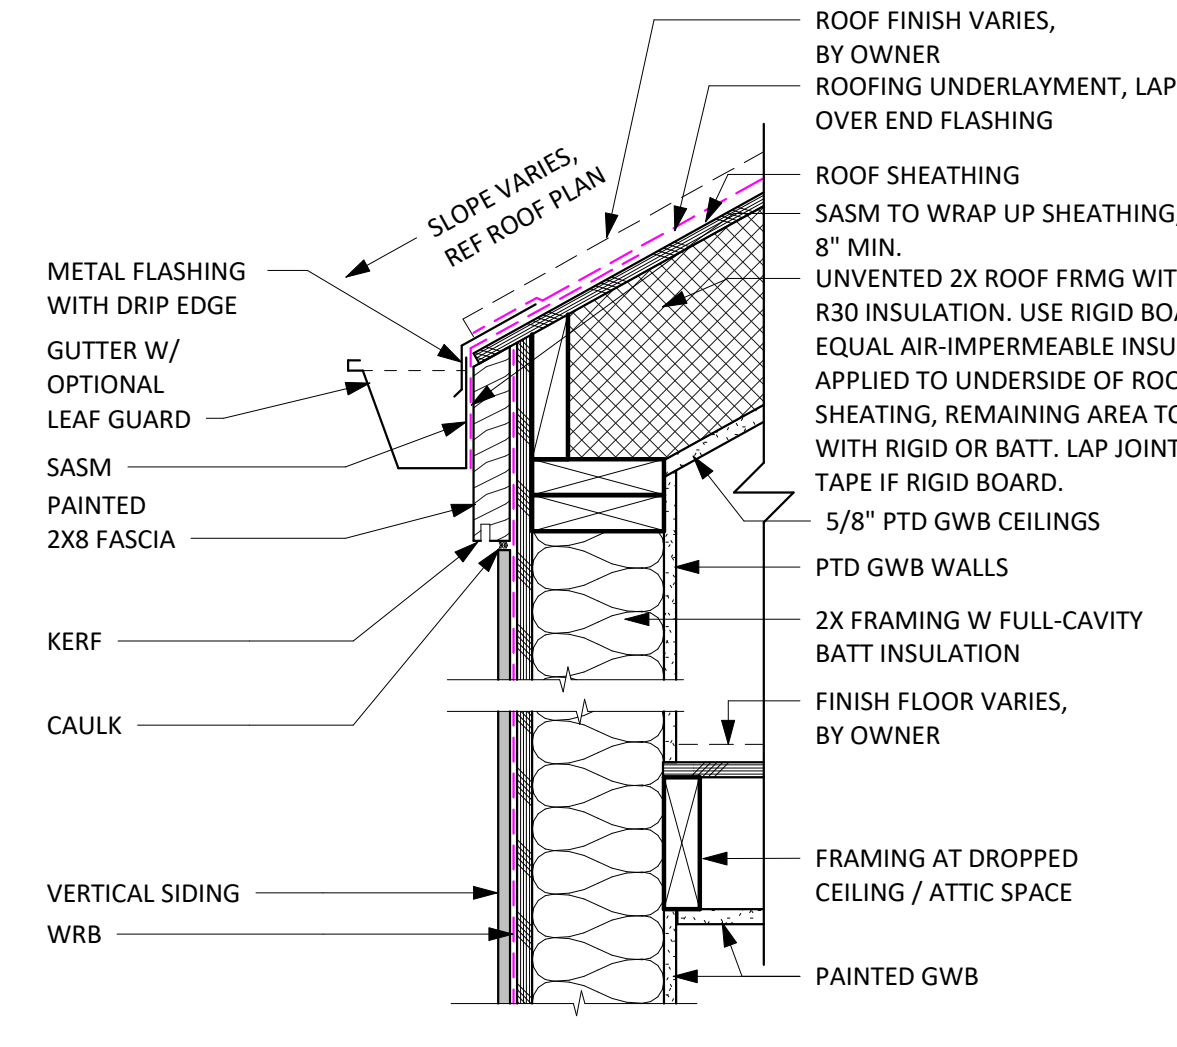 ROOF FINISH VARIES,
BY OWNER
ROOFING UNDERLAYMENT, LAP
OVER END FLASHING
ROOF SHEATHING
SASM TO WRAP UP SHEATHING,
8" MIN.
UNVENTED 2X ROOF FRMG WIT
R30 INSULATION. USE RIGID BOA
EQUAL AIR-IMPERMEABLE INSU
APPLIED TO UNDERSIDE OF ROO
SHEATING, REMAINING AREA TO
WITH RIGID OR BATT. LAP JOINT
TAPE IF RIGID BOARD.
5/8" PTD GWB CEILINGS
PTD GWB WALLS
2X FRAMING W FULL-CAVITY
BATT INSULATION
FINISH FLOOR VARIES,
BY OWNER
FRAMING AT DROPPED
CEILING / ATTIC SPACE
PAINTED GWB
SLOPE VARIES,
REF ROOF PLAN
METAL FLASHING
WITH DRIP EDGE
GUTTER W/
OPTIONAL
LEAF GUARD
SASM
PAINTED
2X8 FASCIA
KERF
CAULK
VERTICAL SIDING
WRB